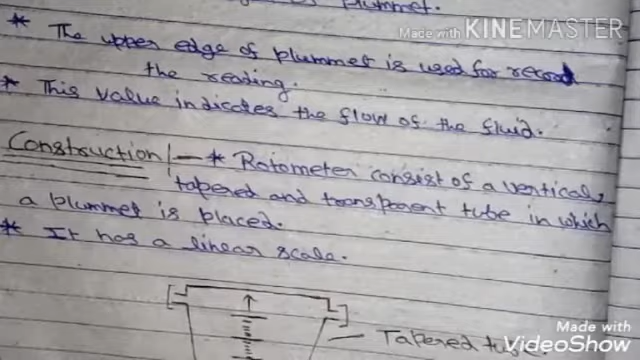 plummet.
Made with KINEMASTER
* The upper edge of plummet is used for record
the reading.
* This value indicates the flow of the fluid.
Construction | — * Rotometer consist of a vertical,
tapered and transparent tube in which
a plummet is placed.
* It has a linear scale.
— Tapered tube
Made with
VideoShow